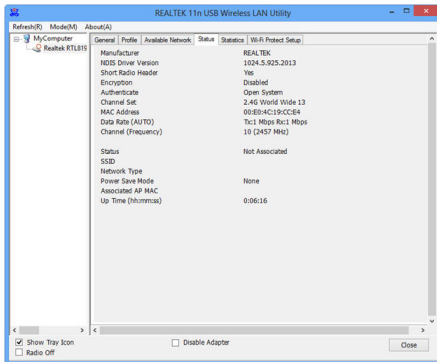 REALTEK 11n USB Wireless LAN Utility
Refresh(R) Mode(M) About(A)
MyComputer
Realtek RTL819
General Profile Available Network Status Statistics Wi-Fi Protect Setup
Manufacturer REALTEK
NDIS Driver Version 1024.5.925.2013
Short Radio Header Yes
Encryption Disabled
Authenticate Open System
Channel Set 2.4G World Wide 13
MAC Address 00:E0:4C:19:CC:E4
Data Rate (AUTO) Tx:1 Mbps Rx:1 Mbps
Channel (Frequency) 10 (2457 MHz)
Status Not Associated
SSID
Network Type
Power Save Mode None
Associated AP MAC
Up Time (hh:mm:ss) 0:06:16
Show Tray Icon Disable Adapter
Radio Off
Close